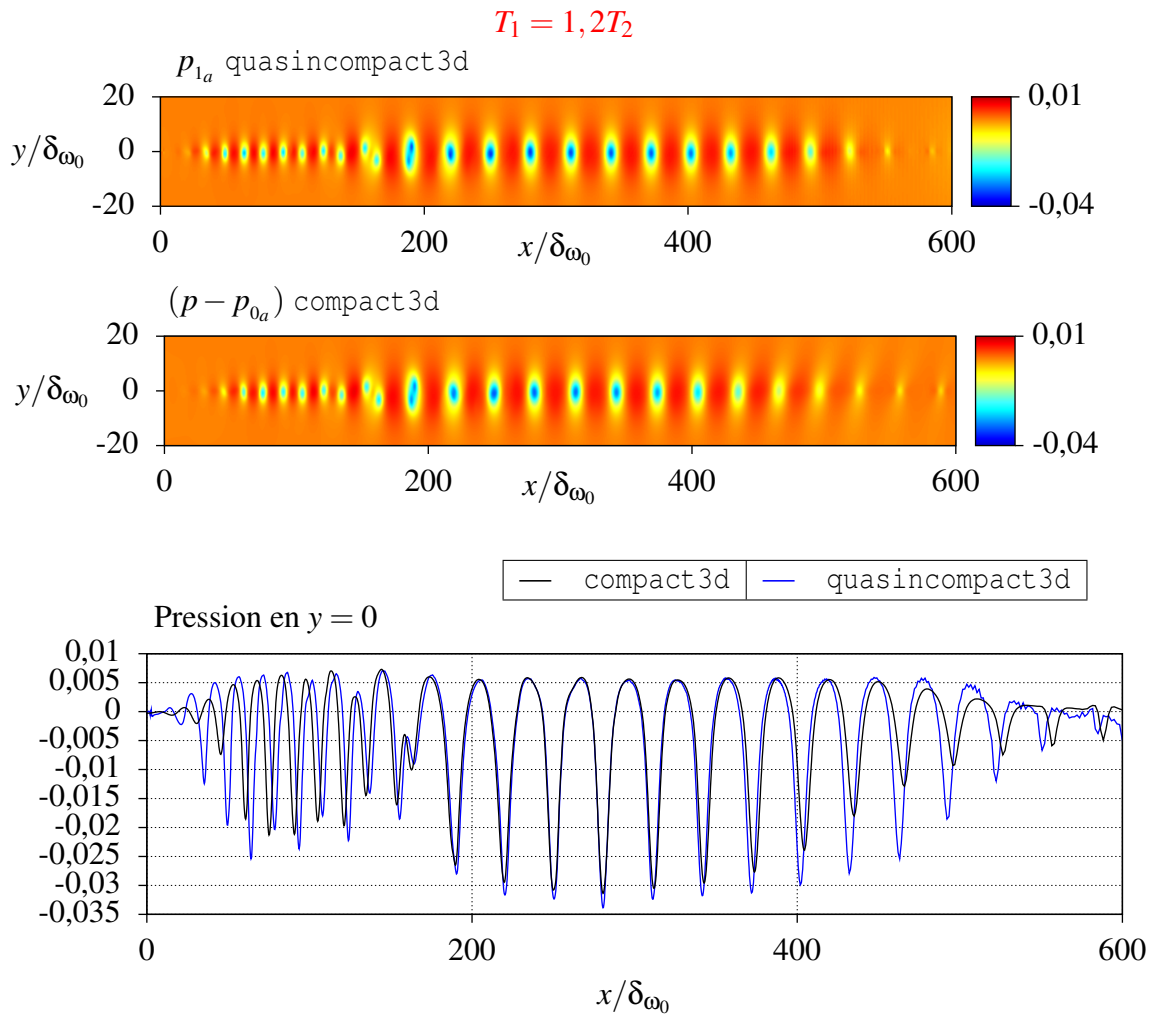 T₁ = 1, 2T₂
p₁ₐ quasincompact3d
20
0
-20
y/δω₀
0,01
-0,04
0 200 400 600
x/δω₀
(p − p₀ₐ) compact3d
20
0
-20
y/δω₀
0,01
-0,04
0 200 400 600
x/δω₀
compact3d quasincompact3d
Pression en y = 0
0,01
0,005
0
-0,005
-0,01
-0,015
-0,02
-0,025
-0,03
-0,035
0 200 400 600
x/δω₀